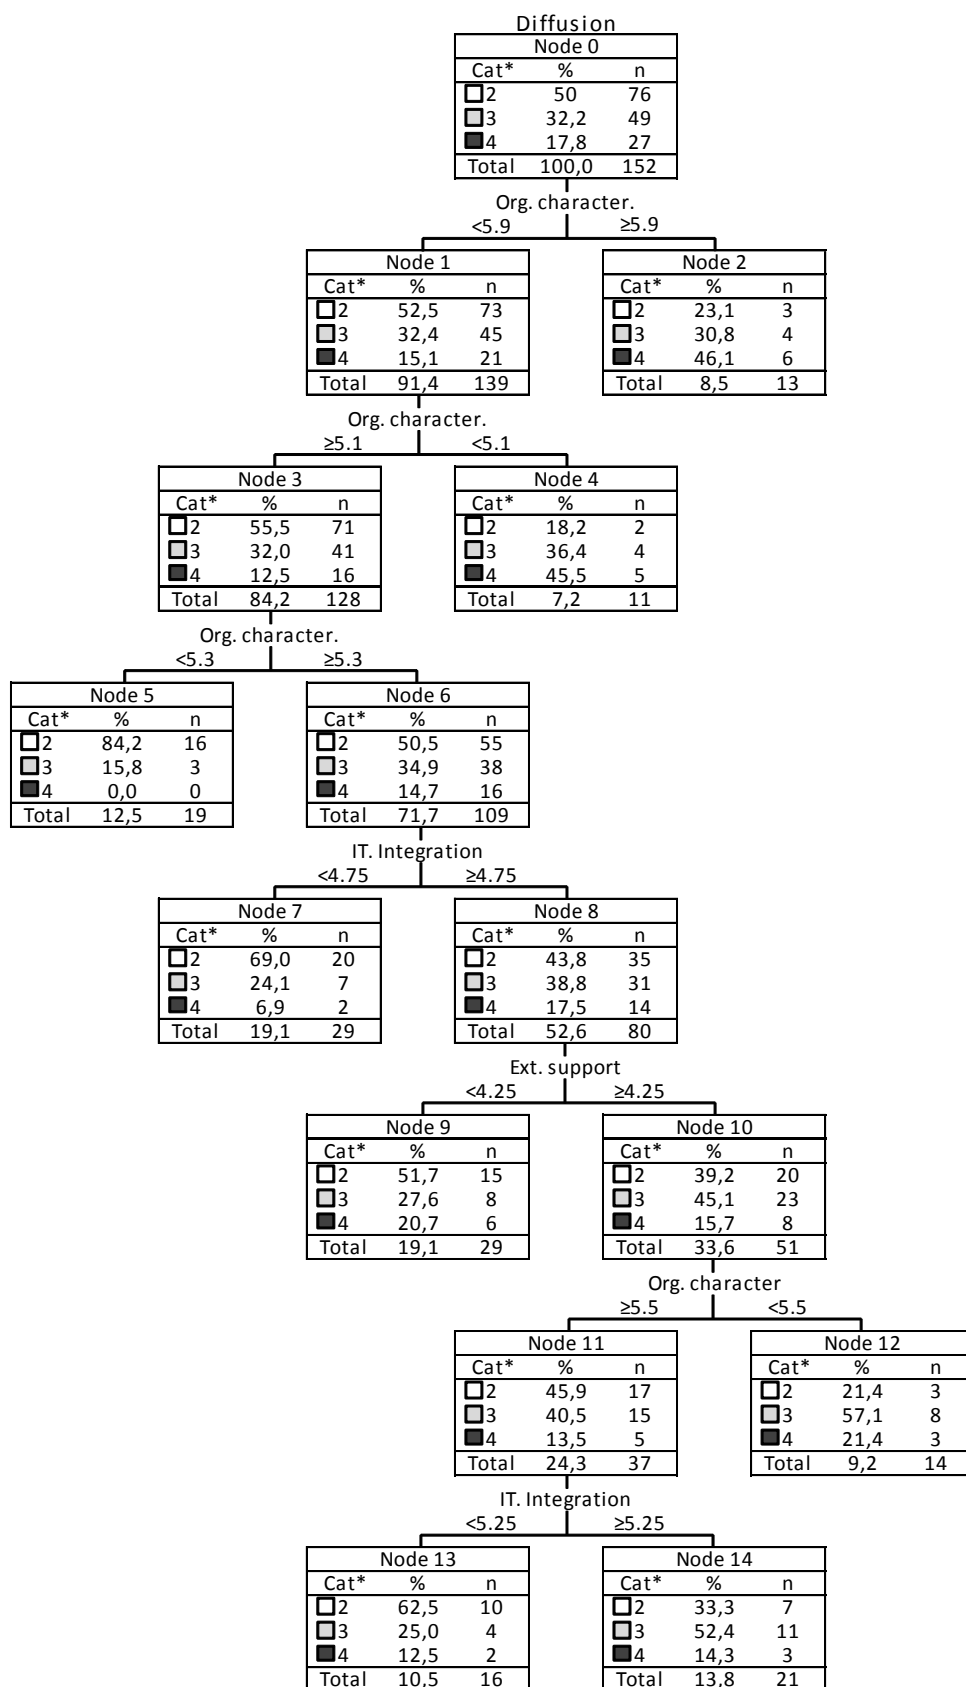 Diffusion
Node 0
Cat* % n
2 50 76
3 32,2 49
4 17,8 27
Total 100,0 152
Org. character.
<5.9 ≥5.9
Node 1
Cat* % n
2 52,5 73
3 32,4 45
4 15,1 21
Total 91,4 139
Node 2
Cat* % n
2 23,1 3
3 30,8 4
4 46,1 6
Total 8,5 13
Org. character.
≥5.1 <5.1
Node 3
Cat* % n
2 55,5 71
3 32,0 41
4 12,5 16
Total 84,2 128
Node 4
Cat* % n
2 18,2 2
3 36,4 4
4 45,5 5
Total 7,2 11
Org. character.
<5.3 ≥5.3
Node 5
Cat* % n
2 84,2 16
3 15,8 3
4 0,0 0
Total 12,5 19
Node 6
Cat* % n
2 50,5 55
3 34,9 38
4 14,7 16
Total 71,7 109
IT. Integration
<4.75 ≥4.75
Node 7
Cat* % n
2 69,0 20
3 24,1 7
4 6,9 2
Total 19,1 29
Node 8
Cat* % n
2 43,8 35
3 38,8 31
4 17,5 14
Total 52,6 80
Ext. support
<4.25 ≥4.25
Node 9
Cat* % n
2 51,7 15
3 27,6 8
4 20,7 6
Total 19,1 29
Node 10
Cat* % n
2 39,2 20
3 45,1 23
4 15,7 8
Total 33,6 51
Org. character
≥5.5 <5.5
Node 11
Cat* % n
2 45,9 17
3 40,5 15
4 13,5 5
Total 24,3 37
Node 12
Cat* % n
2 21,4 3
3 57,1 8
4 21,4 3
Total 9,2 14
IT. Integration
<5.25 ≥5.25
Node 13
Cat* % n
2 62,5 10
3 25,0 4
4 12,5 2
Total 10,5 16
Node 14
Cat* % n
2 33,3 7
3 52,4 11
4 14,3 3
Total 13,8 21